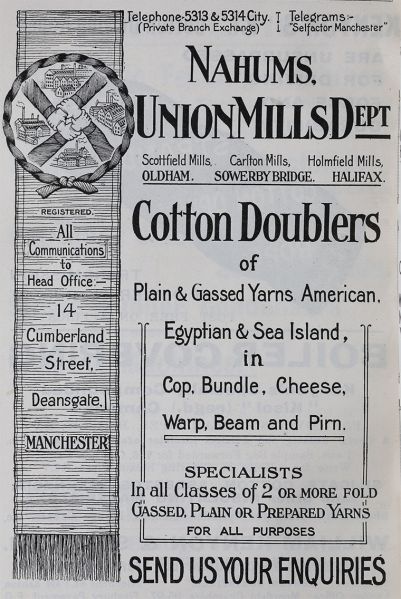 Telephone-5313 & 5314 City.
(Private Branch Exchange)
Telegrams:-
"Selfactor Manchester"
NAHUMS,
UNION MILLS DEPT
Scottfield Mills, Carlton Mills, Holmfield Mills,
OLDHAM. SOWERBY BRIDGE. HALIFAX.
REGISTERED.
All
Communications
to
Head Office:-
14
Cumberland
Street,
Deansgate,
MANCHESTER
Cotton Doublers
of
Plain & Gassed Yarns American,
Egyptian & Sea Island,
in
Cop, Bundle, Cheese,
Warp, Beam and Pirn.
SPECIALISTS
In all Classes of 2 OR MORE FOLD
GASSED, PLAIN OR PREPARED YARNS
FOR ALL PURPOSES
SEND US YOUR ENQUIRIES